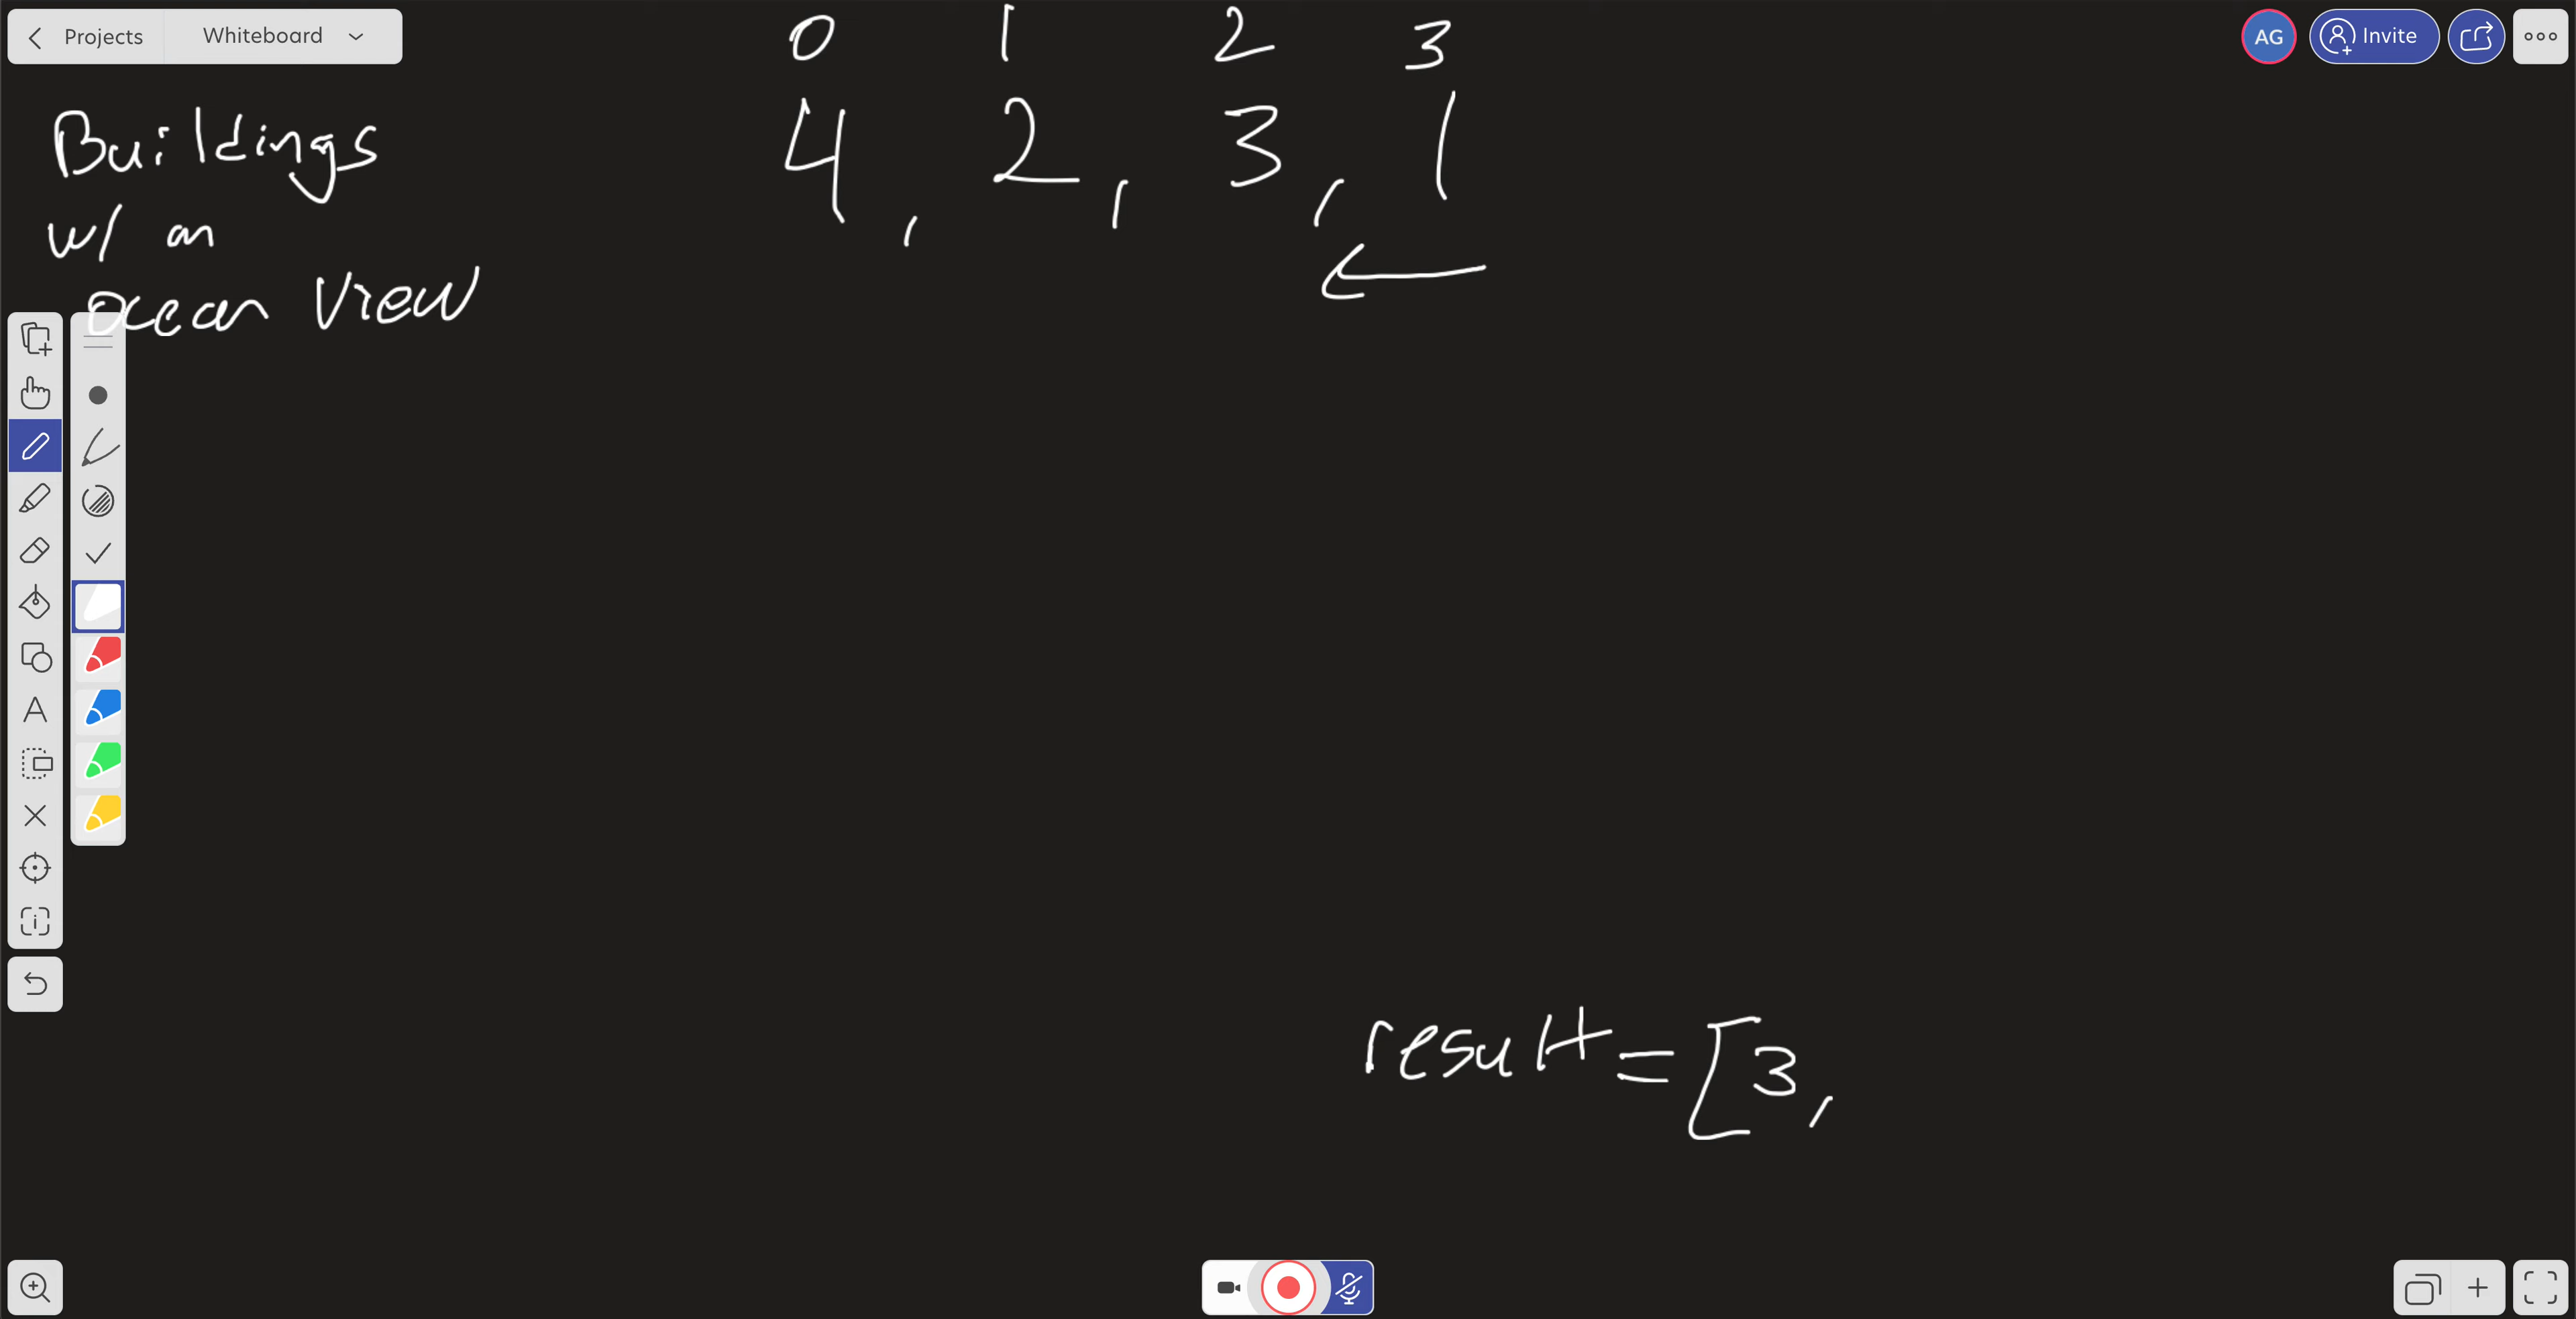 Projects
Whiteboard
0 1 2 3
AG
Invite
4, 2, 3, 1
Buildings
w/ an
ocean view
A
result = [3,